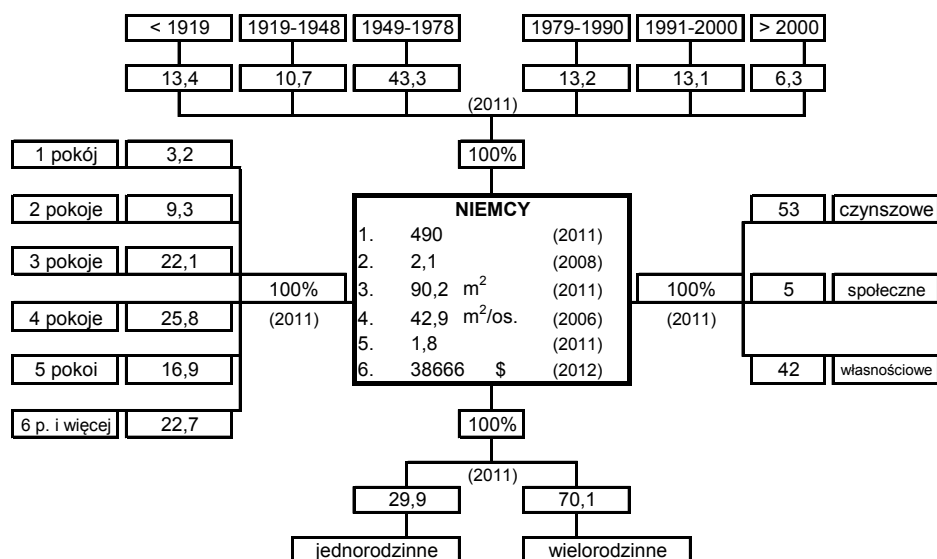 < 1919 1919-1948 1949-1978 1979-1990 1991-2000 > 2000
13,4 10,7 43,3 13,2 13,1 6,3
(2011)
100%
1 pokój 3,2
2 pokoje 9,3
3 pokoje 22,1
4 pokoje 25,8
5 pokoi 16,9
6 p. i więcej 22,7
100%
(2011)
NIEMCY
1. 490 (2011)
2. 2,1 (2008)
3. 90,2 m² (2011)
4. 42,9 m²/os. (2006)
5. 1,8 (2011)
6. 38666 $ (2012)
100%
(2011)
53 czynszowe
5 społeczne
42 własnościowe
100%
(2011)
29,9 70,1
jednorodzinne wielorodzinne